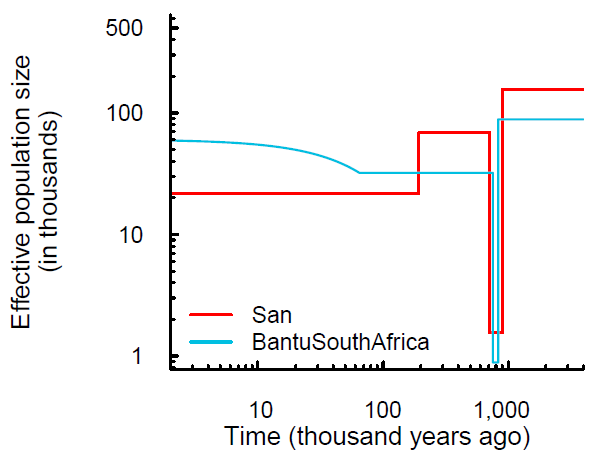 Effective population size
(in thousands)
500
100
10
1
San
BantuSouthAfrica
10
100
1,000
Time (thousand years ago)